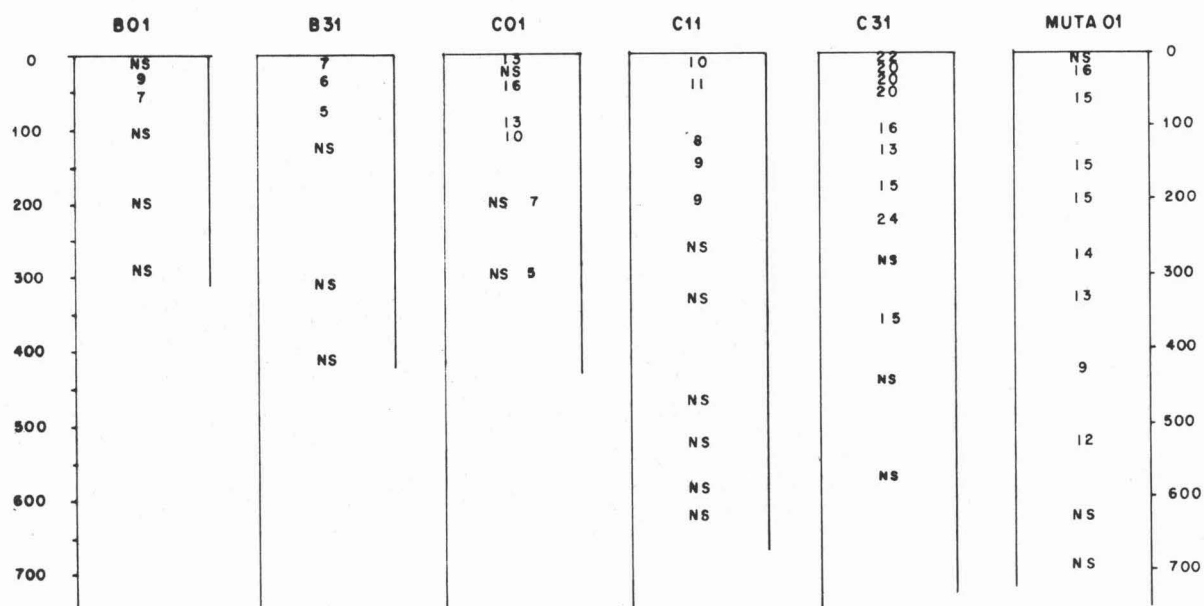 B01 B31 C01 C11 C31 MUTA 01
0 NS 7 13 10 22 NS 0
NS 20 16
9 6 16 11 20
7 20 15
5
13 16
100 NS 10 100
NS 8 13
9 15
15
200 NS NS 7 9 15 200
24
NS NS 14
300 NS NS NS 5 NS 13 300
15
400 NS NS 9 400
NS
500 NS 12 500
NS NS
600 NS NS 600
NS
700 700